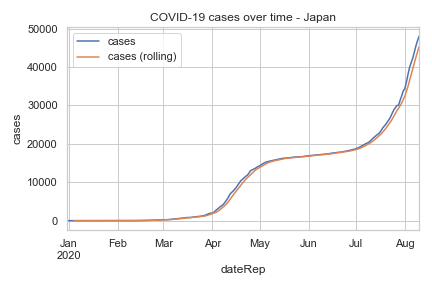 COVID-19 cases over time - Japan
50000
40000
30000
20000
10000
0
cases
cases
cases (rolling)
Jan Feb Mar Apr May Jun Jul Aug
2020
dateRep